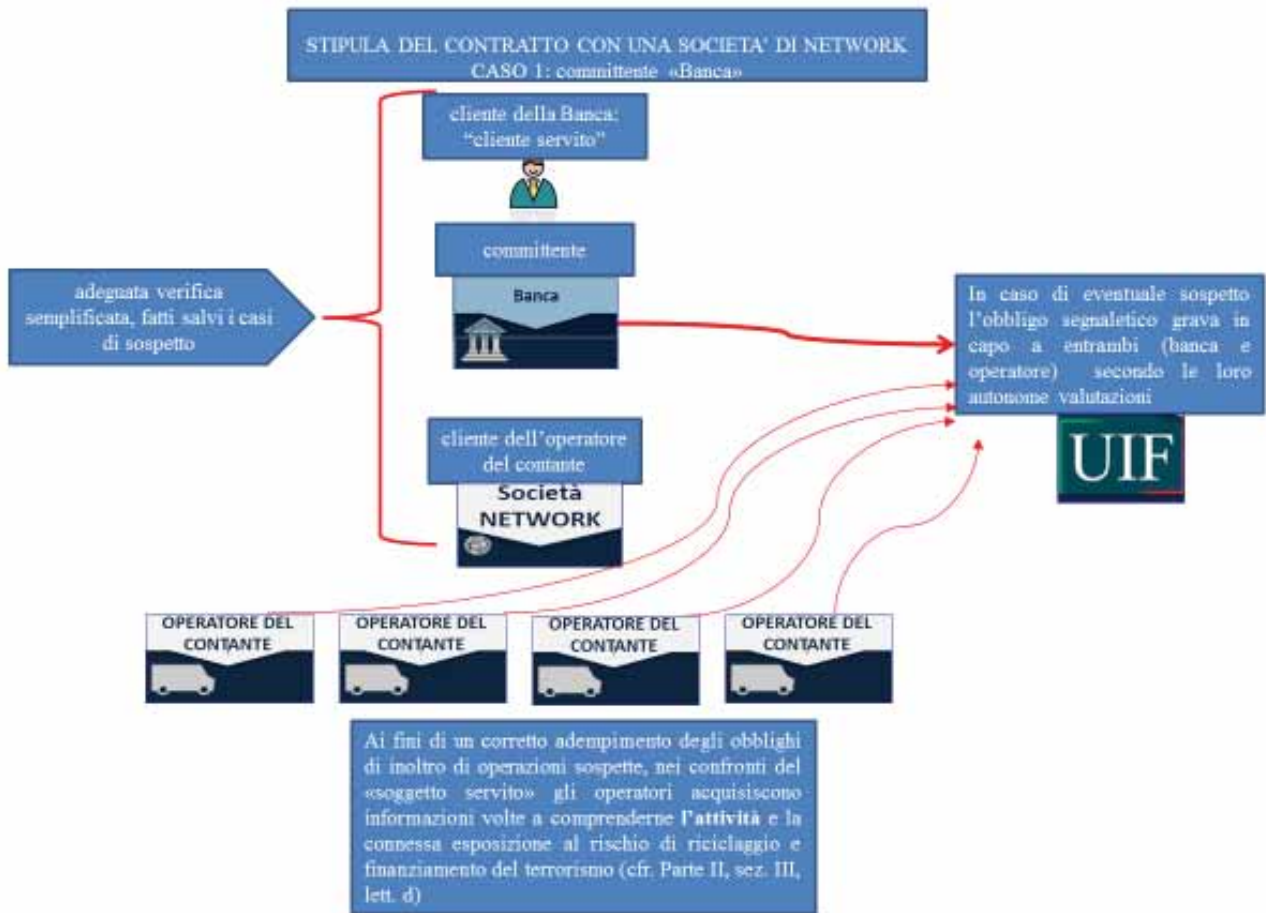 STIPULA DEL CONTRATTO CON UNA SOCIETA' DI NETWORK
CASO 1: committente «Banca»
cliente della Banca:
“cliente servito”
committente
Banca
adeguata verifica
semplificata, fatti salvi i casi
di sospetto
In caso di eventuale sospetto
l’obbligo segnaletico grava in
capo a entrambi (banca e
operatore) secondo le loro
autonome valutazioni
UIF
cliente dell’operatore
del contante
Società
NETWORK
OPERATORE DEL
CONTANTE
OPERATORE DEL
CONTANTE
OPERATORE DEL
CONTANTE
OPERATORE DEL
CONTANTE
Ai fini di un corretto adempimento degli obblighi
di inoltro di operazioni sospette, nei confronti del
«soggetto servito» gli operatori acquisiscono
informazioni volte a comprenderne l’attività e la
connessa esposizione al rischio di riciclaggio e
finanziamento del terrorismo (cfr. Parte II, sez. III,
lett. d)